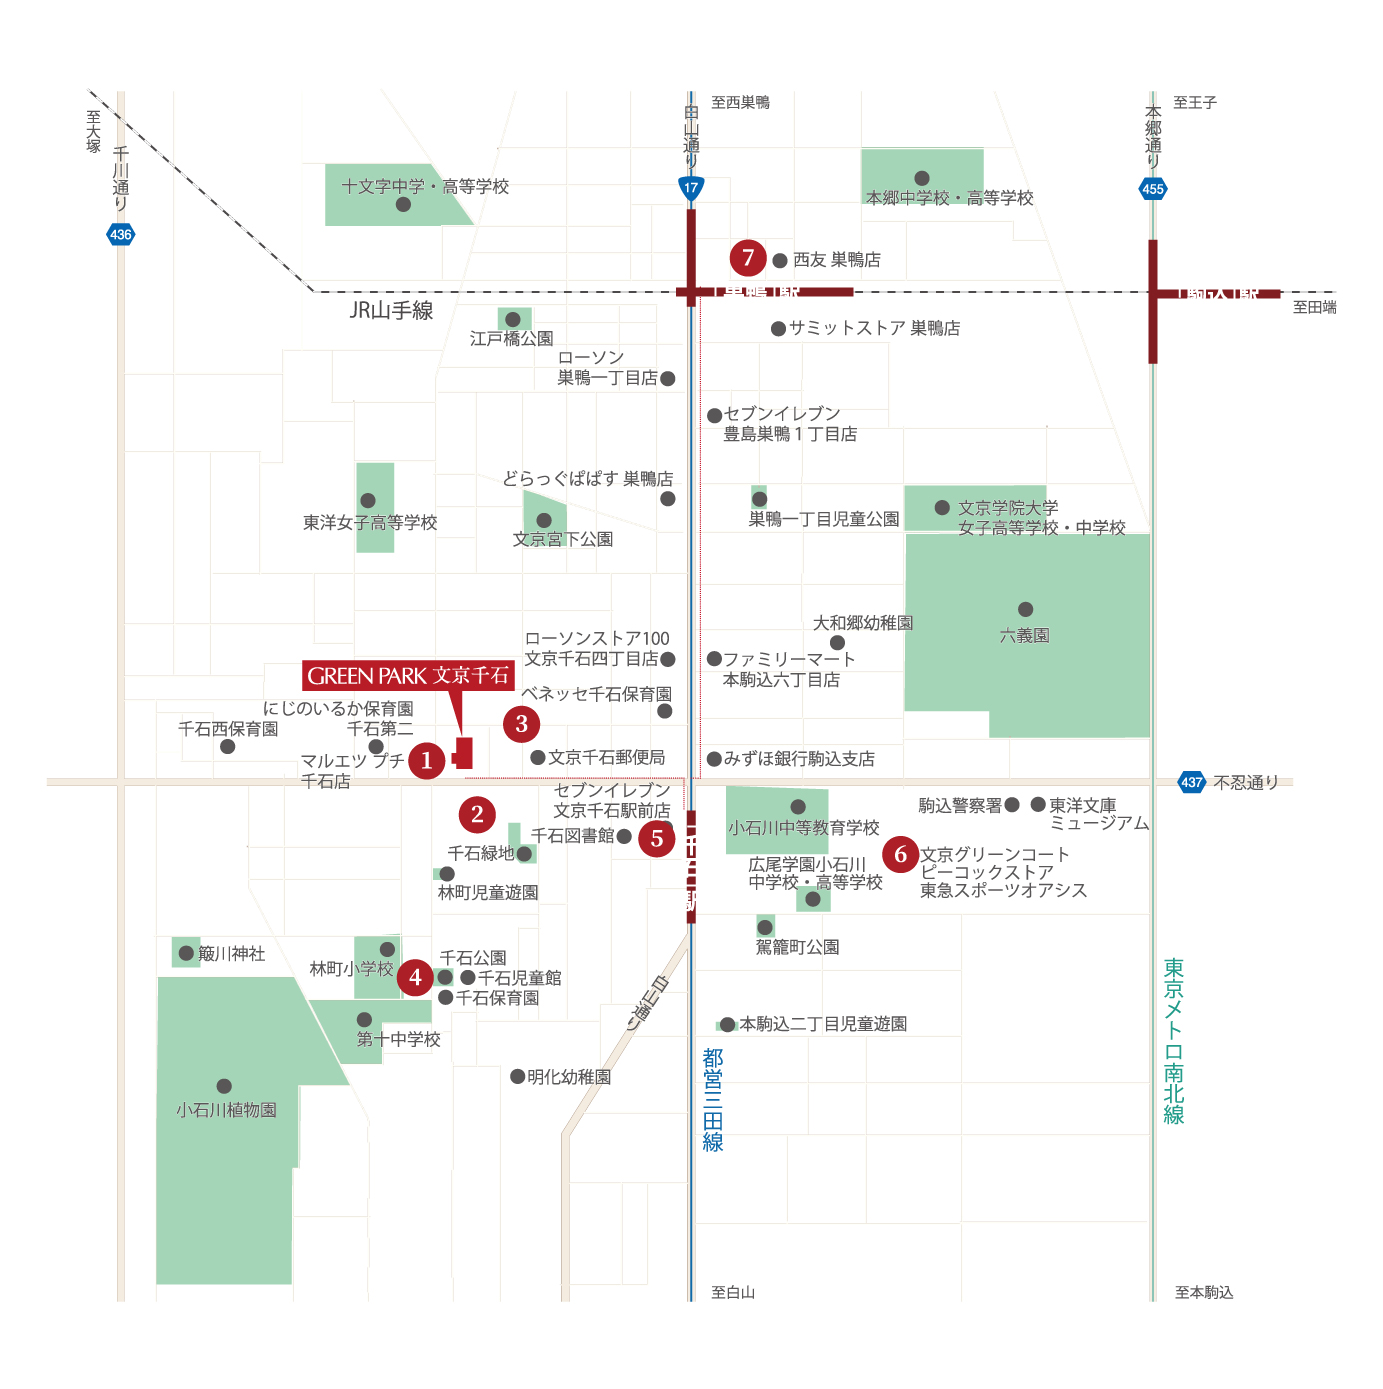 至西巣鴨
至王子
至大塚
千川通り
白山通り
本郷通り
436
17
455
十文字中学・高等学校
本郷中学校・高等学校
7
西友 巣鴨店
「巣鴨」駅
「駒込」駅
至田端
JR山手線
江戸橋公園
サミットストア 巣鴨店
ローソン
巣鴨一丁目店
セブンイレブン
豊島巣鴨1丁目店
どらっぐぱぱす 巣鴨店
東洋女子高等学校
文京宮下公園
巣鴨一丁目児童公園
文京学院大学
女子高等学校・中学校
六義園
大和郷幼稚園
ローソンストア100
文京千石四丁目店
ファミリーマート
本駒込六丁目店
GREEN PARK 文京千石
ベネッセ千石保育園
にじのいるか保育園
千石第二
千石西保育園
3
マルエツ プチ
千石店
1
文京千石郵便局
みずほ銀行駒込支店
437
不忍通り
セブンイレブン
文京千石駅前店
2
千石図書館
5
小石川中等教育学校
駒込警察署
東洋文庫
ミュージアム
6
文京グリーンコート
ピーコックストア
東急スポーツオアシス
千石緑地
林町児童遊園
広尾学園小石川
中学校・高等学校
駕籠町公園
簸川神社
林町小学校
4
千石公園
千石児童館
千石保育園
第十中学校
白山通り
本駒込二丁目児童遊園
明化幼稚園
小石川植物園
都営三田線
東京メトロ南北線
至白山
至本駒込